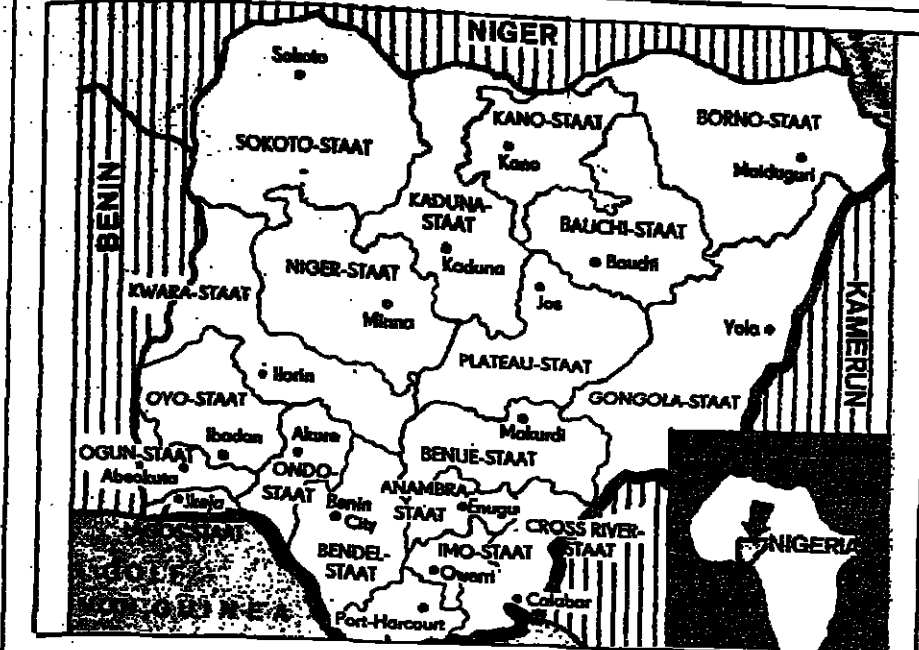 NIGER
Sokoto
SOKOTO-STAAT
KANO-STAAT
Kano
BORNO-STAAT
Maiduguri
BENIN
KADUNA-
STAAT
Kaduna
BAUCHI-STAAT
Bauchi
NIGER-STAAT
Minna
KWARA-STAAT
Jos
Yola
KAMERUN
PLATEAU-STAAT
Ilorin
GONGOLA-STAAT
OYO-STAAT
Ibadan
Akure
Makurdi
BENUE-STAAT
OGUN-STAAT
Abeokuta
ONDO-
STAAT
ANAMBRA-
STAAT
Enugu
Ikeja
Benin
City
CROSS RIVER-
STAAT
NIGERIA
BENDEL-
STAAT
IMO-STAAT
Owerri
GOLF
VON GUINEA
Calabar
Port-Harcourt